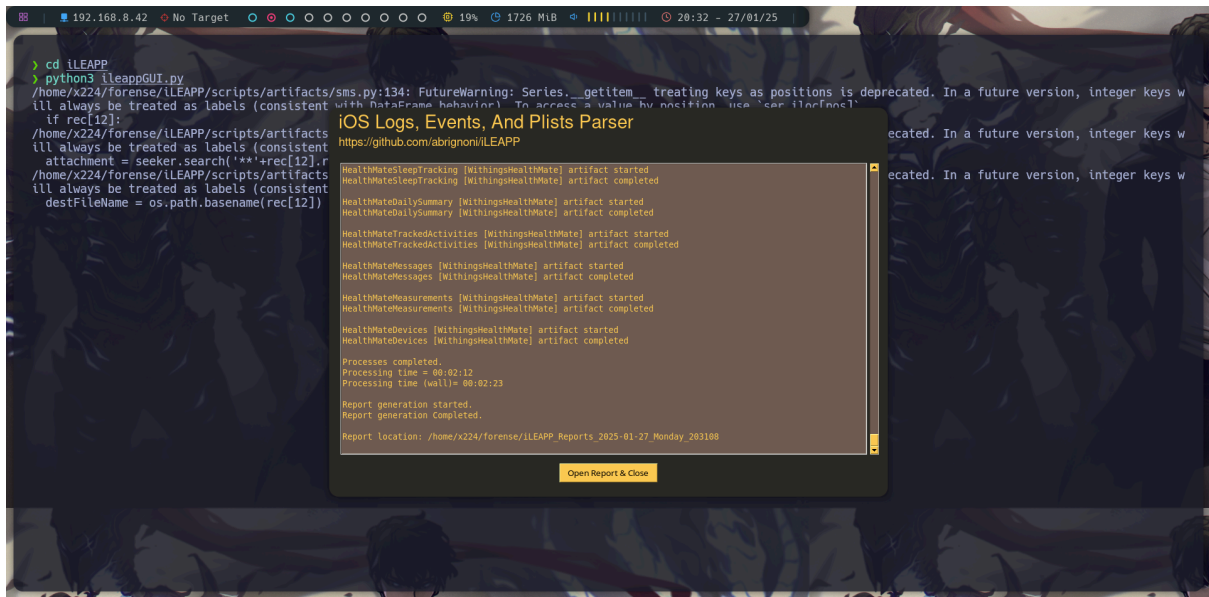 192.168.8.42 No Target 19% 1726 MiB 20:32 - 27/01/25
❯ cd iLEAPP
❯ python3 ileappGUI.py
/home/x224/forense/iLEAPP/scripts/artifacts/sms.py:134: FutureWarning: Series.__getitem__ treating keys as positions is deprecated. In a future version, integer keys w
ill always be treated as labels (consistent with DataFrame behavior). To access a value by position, use `ser.iloc[pos]`
if rec[12]:
/home/x224/forense/iLEAPP/scripts/artifacts ecated. In a future version, integer keys w
ill always be treated as labels (consistent
attachment = seeker.search('**'+rec[12].r
/home/x224/forense/iLEAPP/scripts/artifacts ecated. In a future version, integer keys w
ill always be treated as labels (consistent
destFileName = os.path.basename(rec[12])
iOS Logs, Events, And Plists Parser
https://github.com/abrignoni/iLEAPP
HealthMateSleepTracking [WithingsHealthMate] artifact started
HealthMateSleepTracking [WithingsHealthMate] artifact completed
HealthMateDailySummary [WithingsHealthMate] artifact started
HealthMateDailySummary [WithingsHealthMate] artifact completed
HealthMateTrackedActivities [WithingsHealthMate] artifact started
HealthMateTrackedActivities [WithingsHealthMate] artifact completed
HealthMateMessages [WithingsHealthMate] artifact started
HealthMateMessages [WithingsHealthMate] artifact completed
HealthMateMeasurements [WithingsHealthMate] artifact started
HealthMateMeasurements [WithingsHealthMate] artifact completed
HealthMateDevices [WithingsHealthMate] artifact started
HealthMateDevices [WithingsHealthMate] artifact completed
Processes completed.
Processing time = 00:02:12
Processing time (wall)= 00:02:23
Report generation started.
Report generation Completed.
Report location: /home/x224/forense/iLEAPP_Reports_2025-01-27_Monday_203108
Open Report & Close